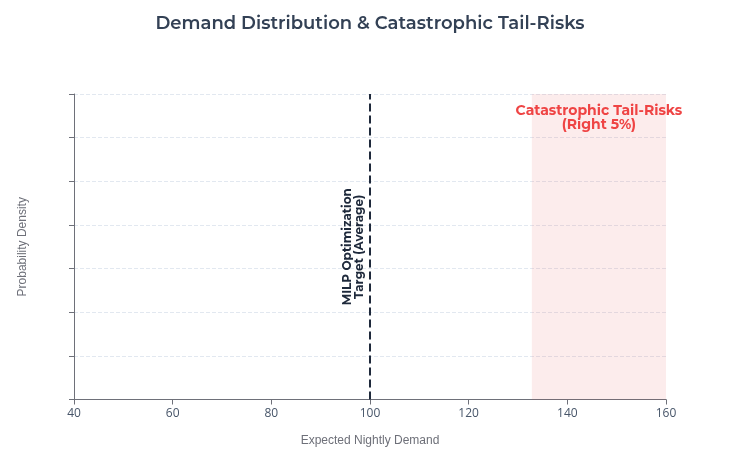 Demand Distribution & Catastrophic Tail-Risks
Catastrophic Tail-Risks
(Right 5%)
MILP Optimization
Target (Average)
Probability Density
40 60 80 100 120 140 160
Expected Nightly Demand